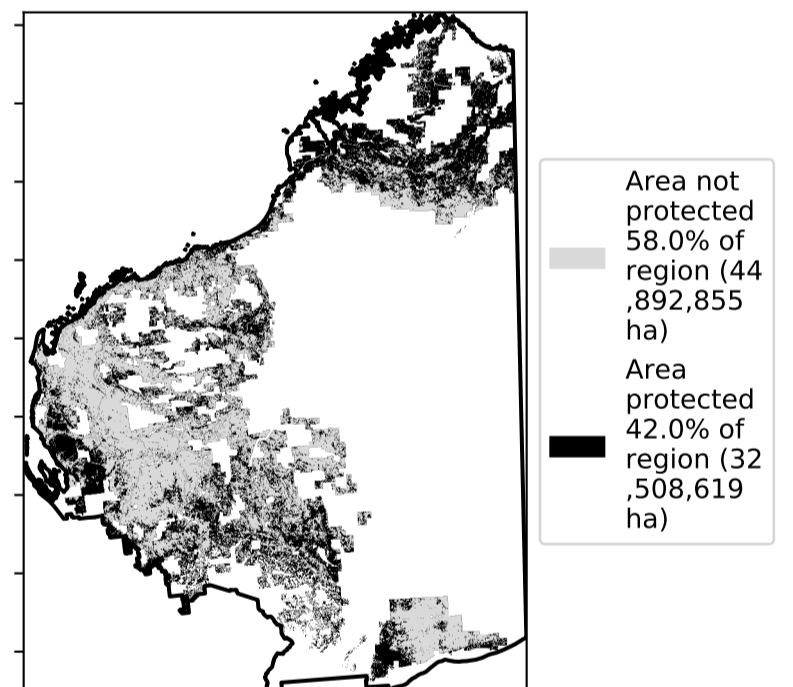 Area not
protected
58.0% of
region (44
,892,855
ha)
Area
protected
42.0% of
region (32
,508,619
ha)